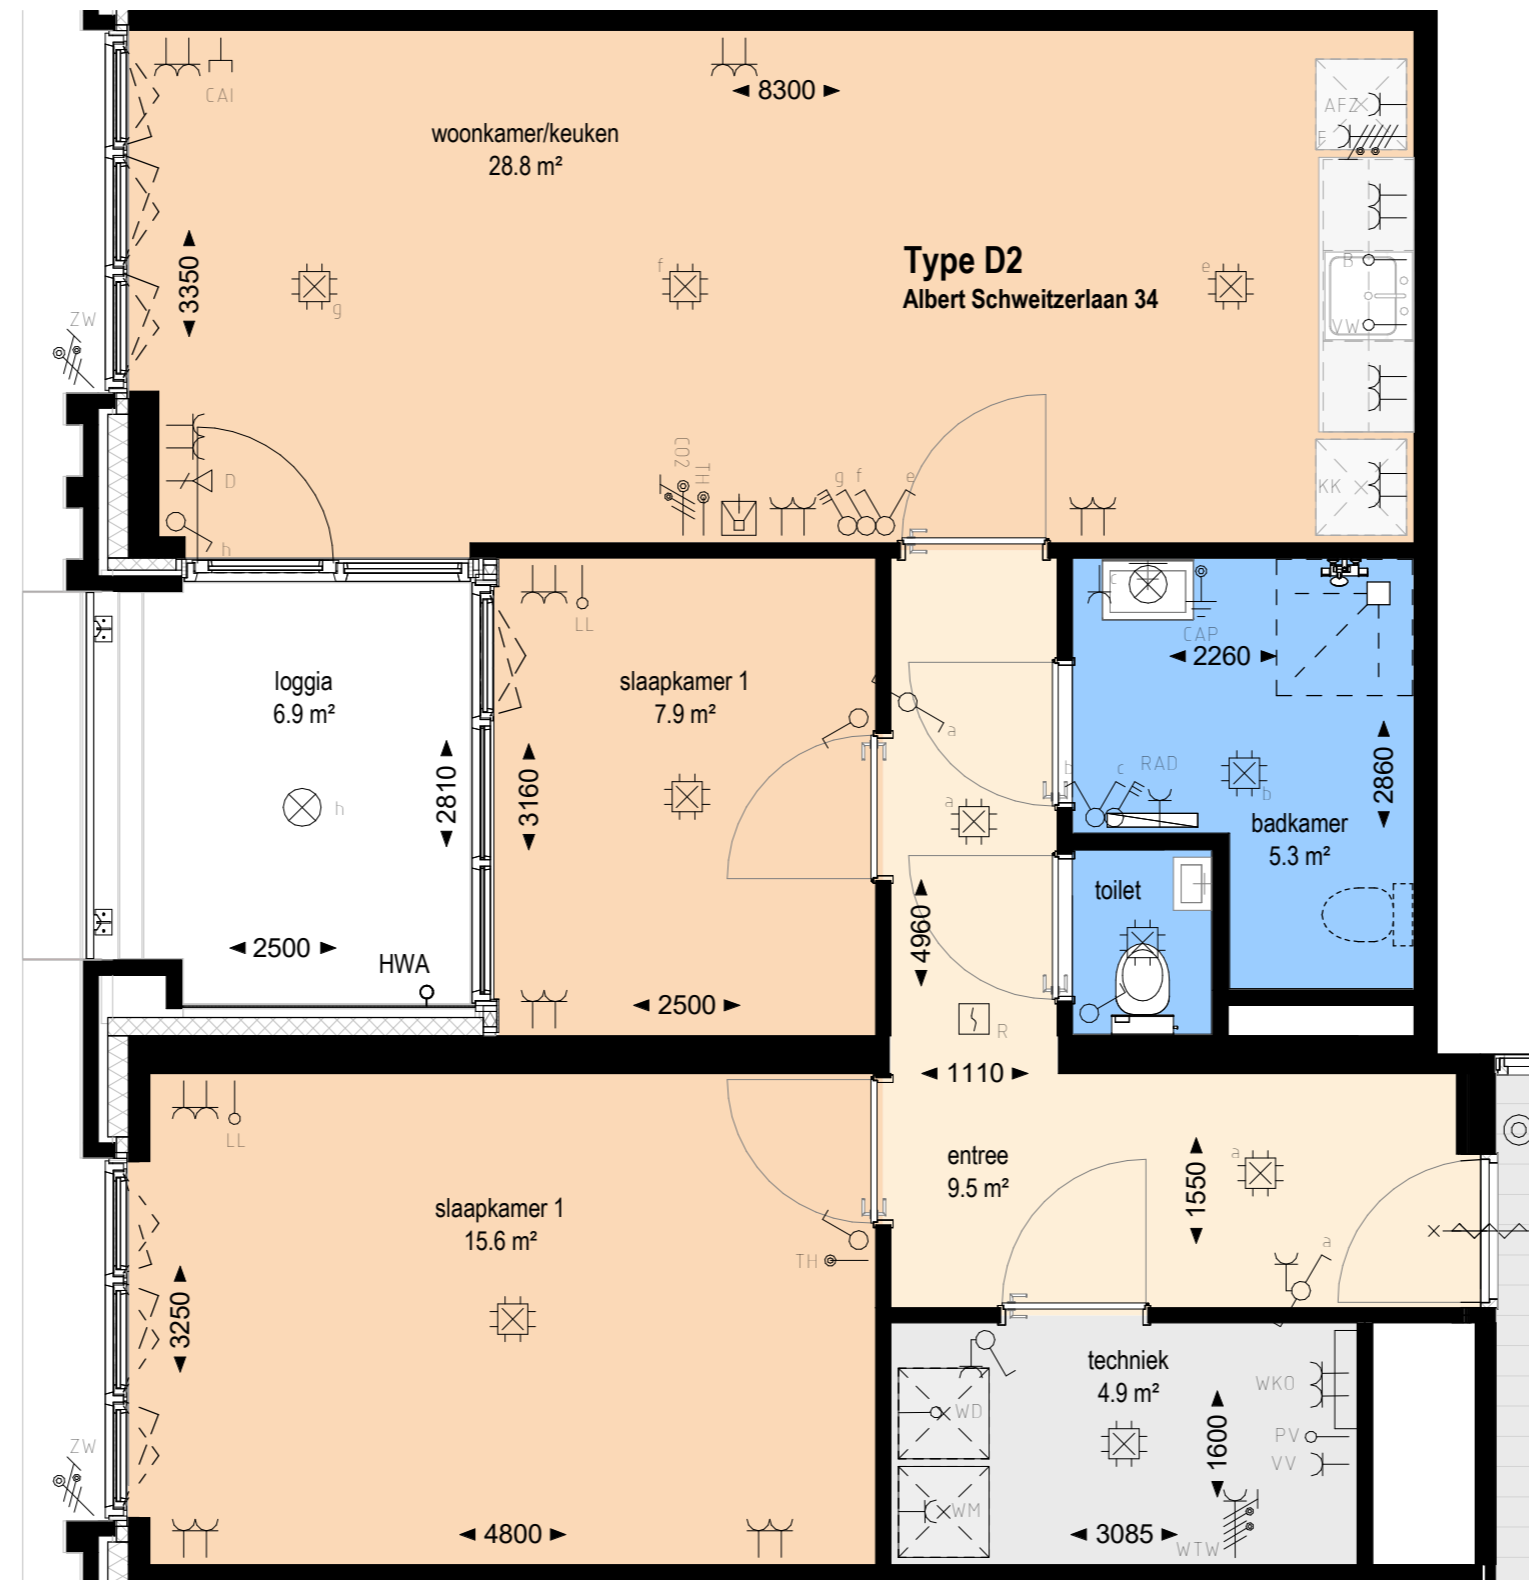 CAI
8300
AFZ
woonkamer/keuken
28.8 m²
F
3350
g
f
Type D2
Albert Schweitzerlaan 34
e
B
VW
ZW
D
h
CO2
TH
g
f
e
KK
LL
c
CAP
2260
loggia
6.9 m²
slaapkamer 1
7.9 m²
a
2810
3160
h
a
b
c
RAD
b
2860
badkamer
5.3 m²
toilet
4960
2500
HWA
2500
R
1110
LL
entree
9.5 m²
1550
a
slaapkamer 1
15.6 m²
TH
a
3250
techniek
4.9 m²
WKO
WD
1600
PV
VV
ZW
WM
4800
3085
WTW